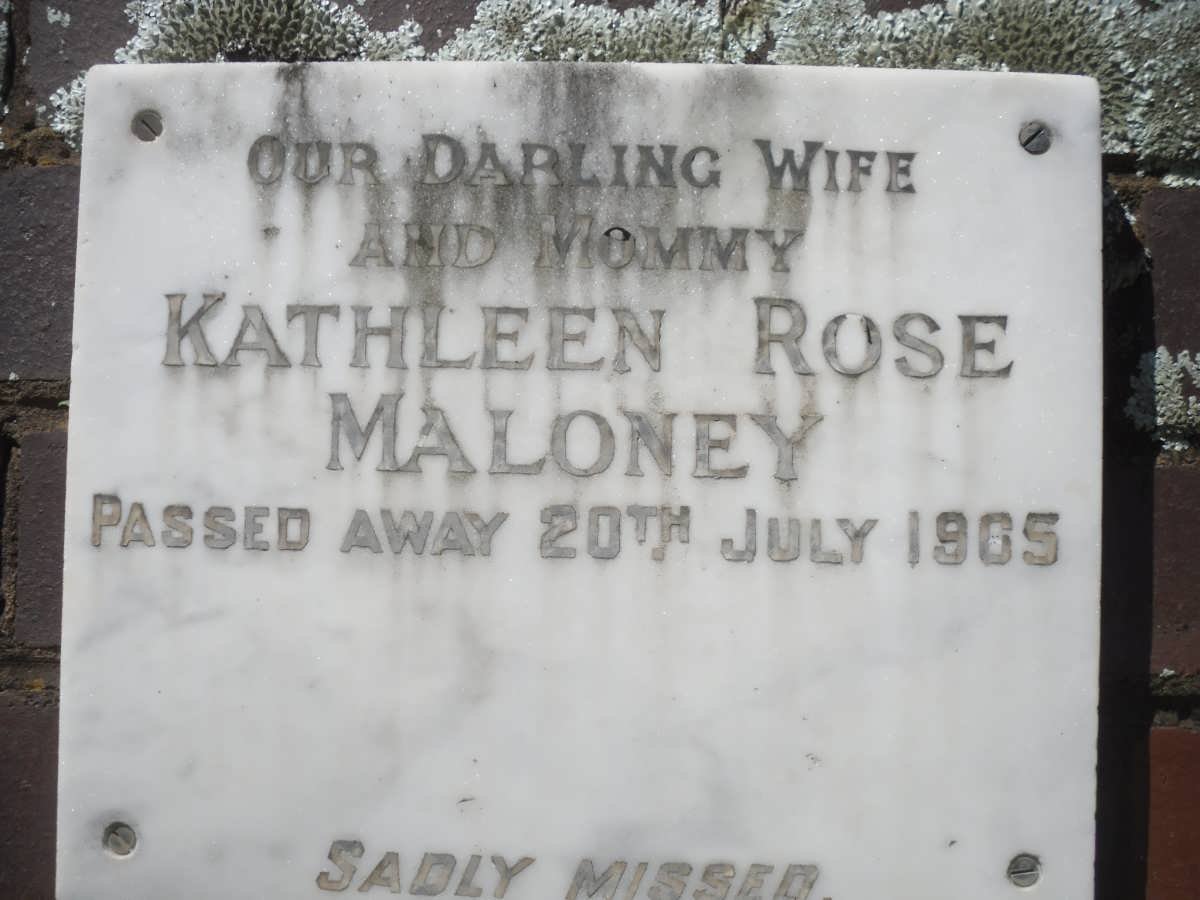 OUR DARLING WIFE
AND MOMMY
KATHLEEN ROSE
MALONEY
PASSED AWAY 20TH JULY 1965
SADLY MISSED.